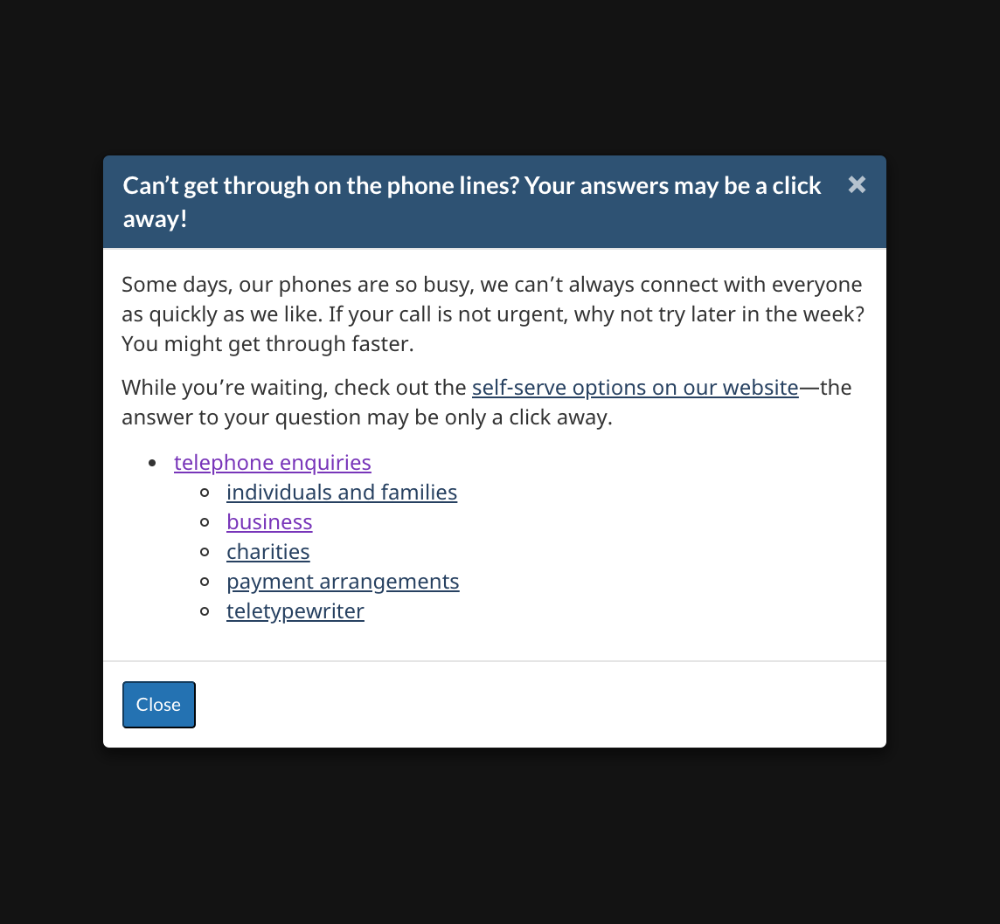 Can’t get through on the phone lines? Your answers may be a click
away!
Some days, our phones are so busy, we can’t always connect with everyone
as quickly as we like. If your call is not urgent, why not try later in the week?
You might get through faster.
While you’re waiting, check out the self-serve options on our website—the
answer to your question may be only a click away.
telephone enquiries
individuals and families
business
charities
payment arrangements
teletypewriter
Close